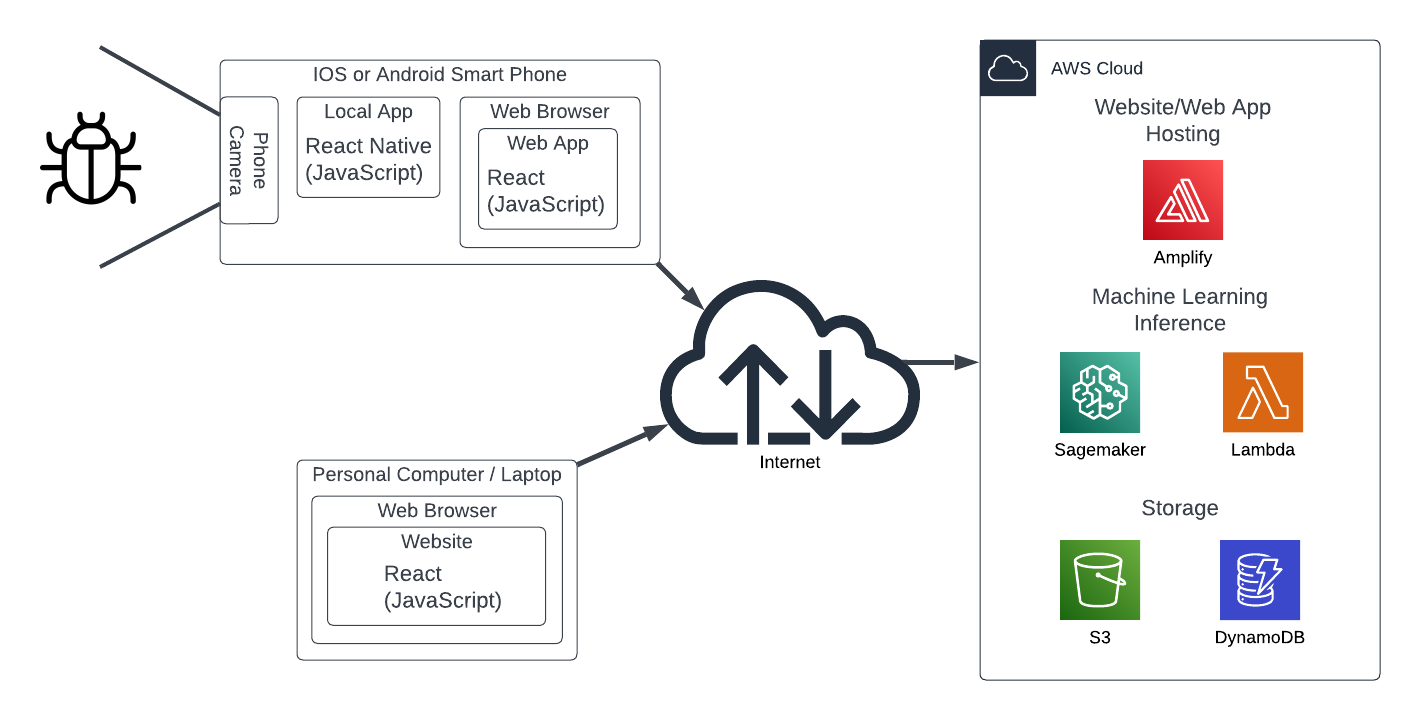 IOS or Android Smart Phone
Phone
Camera
Local App
React Native
(JavaScript)
Web Browser
Web App
React
(JavaScript)
Internet
Personal Computer / Laptop
Web Browser
Website
React
(JavaScript)
AWS Cloud
Website/Web App
Hosting
Amplify
Machine Learning
Inference
Sagemaker
Lambda
Storage
S3
DynamoDB